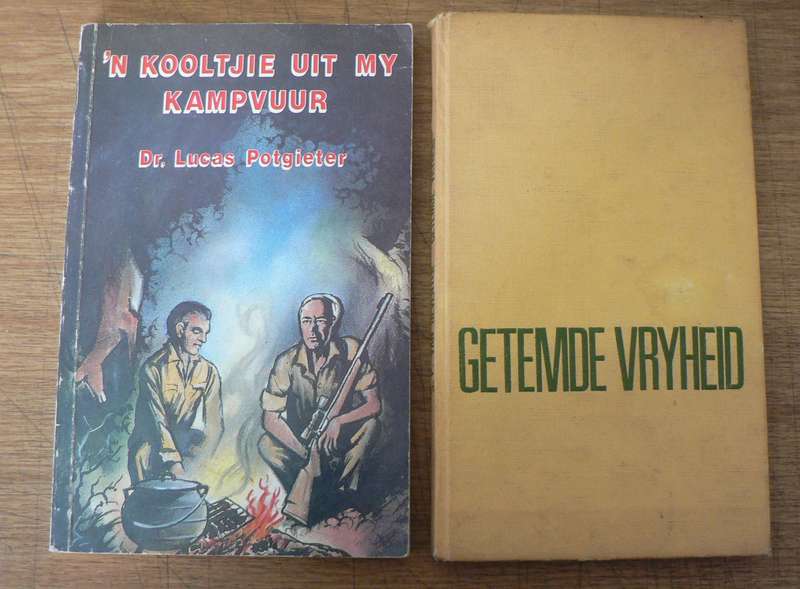 'N KOOLTJIE UIT MY
KAMPVUUR
Dr. Lucas Potgieter
GETEMDE VRYHEID